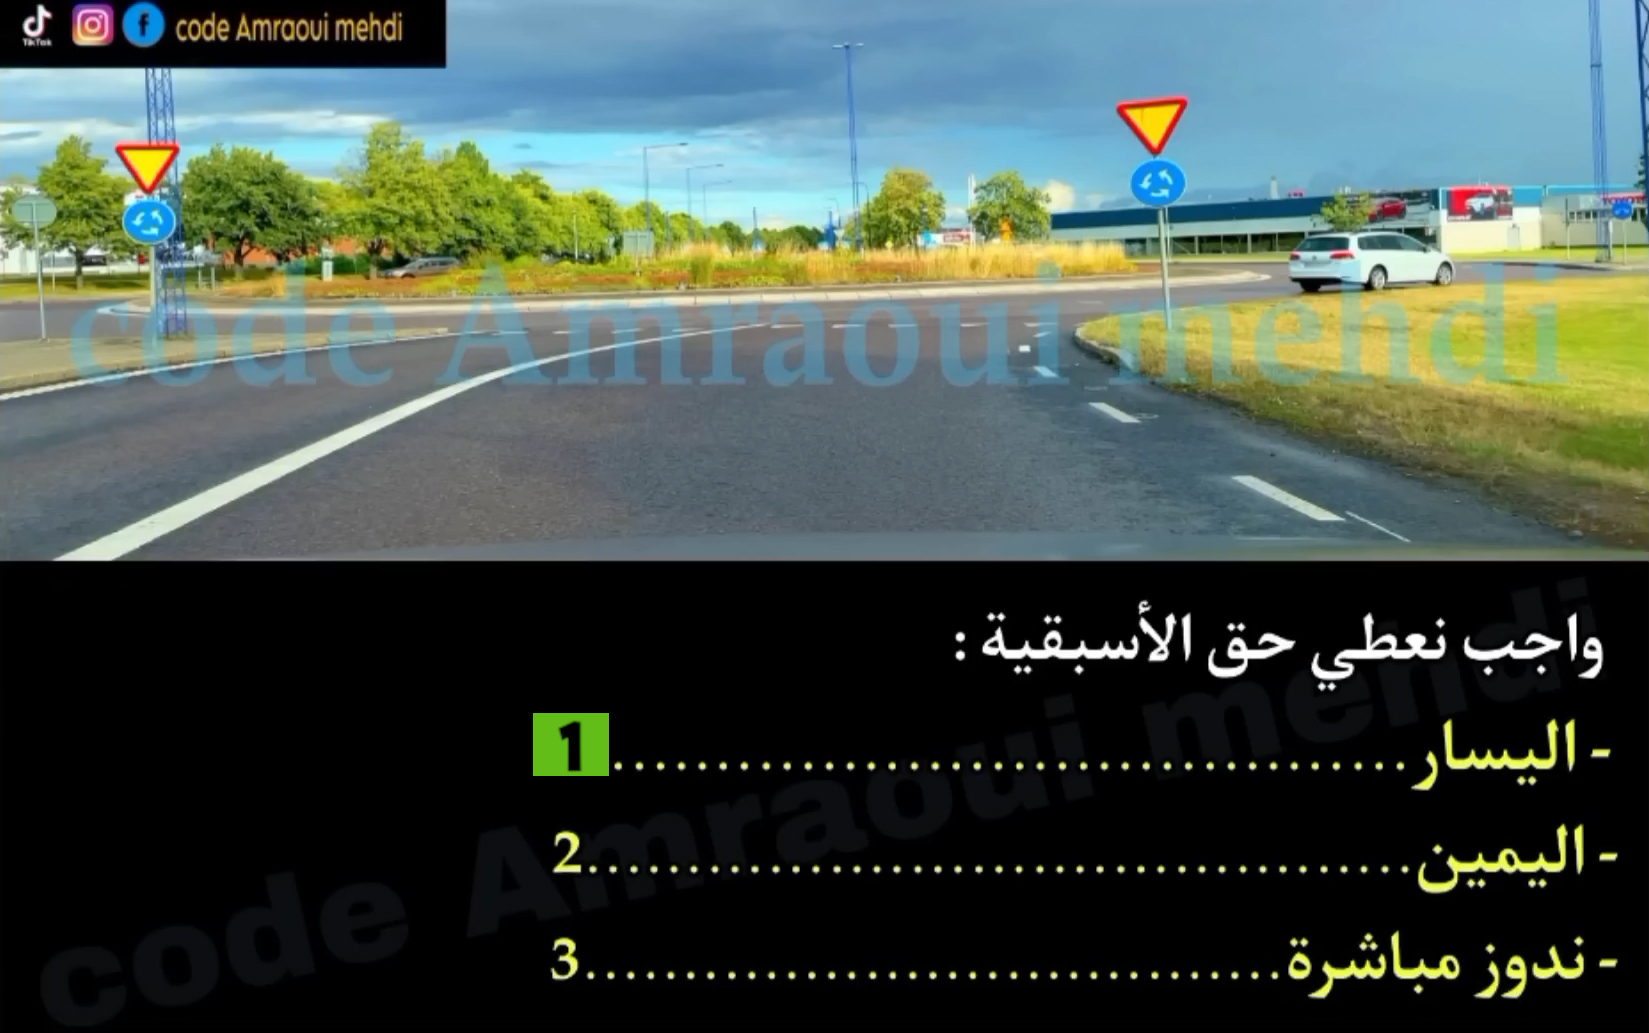 TikTok code Amraoui mehdi
code Amraoui mehdi
واجب نعطي حق الأسبقية :
- اليسار........................................1
- اليمين........................................2
- ندوز مباشرة..................................3
code Amraoui mehdi